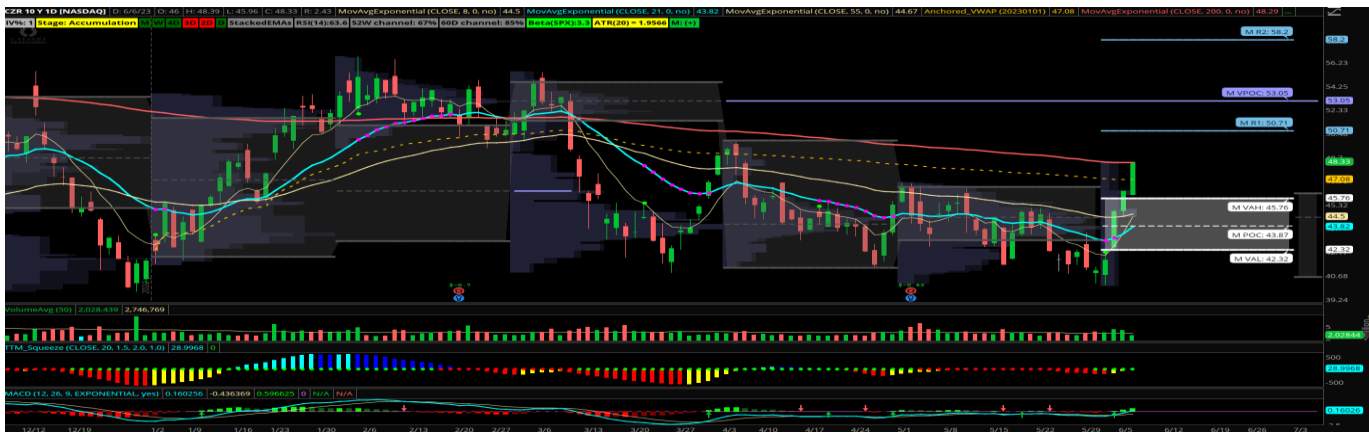 CZR 10 Y 1D [NASDAQ] D: 6/6/23 O: 46 H: 48.39 L: 45.96 C: 48.33 R: 2.43 MovAvgExponential (CLOSE, 8, 0, no) 44.5 MovAvgExponential (CLOSE, 21, 0, no) 43.82 MovAvgExponential (CLOSE, 55, 0, no) 44.67 Anchored_VWAP (20230101) 47.08 MovAvgExponential (CLOSE, 200, 0, no) 48.29
IV%: 1 Stage: Accumulation M W 4D 3D 2D D StackedEMAs RSI(14):63.6 52W channel: 67% 60D channel: 85% Beta(SPX):3.3 ATR(20) = 1.9566 M: (+)
M R2: 58.2 58.2
56.23
54.25
M VPOC: 53.05 53.05
52.33
M R1: 50.71 50.71
48.33
47.08
45.76
M VAH: 45.76 45.32
44.5
43.82
M POC: 43.87
42.32
M VAL: 42.32
40.68
39.24
VolumeAvg (50) 2,028,439 2,746,769
2.02844
TTM_Squeeze (CLOSE, 20, 1.5, 2.0, 1.0) 28.9968 0
500
28.9968
-500
MACD (12, 26, 9, EXPONENTIAL, yes) 0.160256 -0.436369 0.596625 0 N/A N/A
0.16026
12/12 12/19 1/2 1/9 1/16 1/23 1/30 2/6 2/13 2/21 2/27 3/6 3/13 3/20 3/27 4/3 4/10 4/17 4/24 5/1 5/8 5/15 5/22 5/29 6/5 6/12 6/19 6/26 7/3